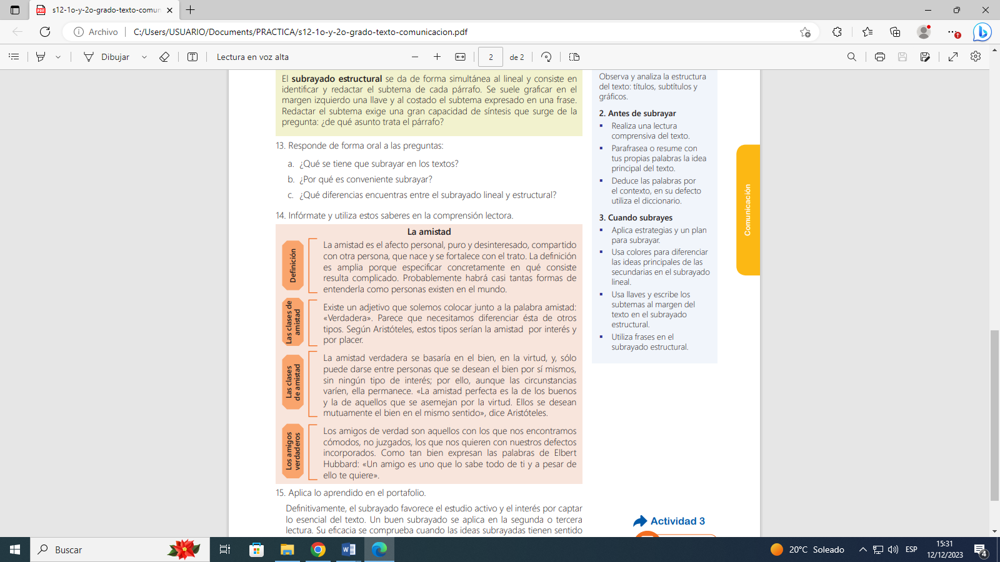 s12-1o-y-2o-grado-texto-comun
Archivo
C:/Users/USUARIO/Documents/PRACTICA/s12-1o-y-2o-grado-texto-comunicacion.pdf
Dibujar
Lectura en voz alta
2
de 2
El subrayado estructural se da de forma simultánea al lineal y consiste en
identificar y redactar el subtema de cada párrafo. Se suele graficar en el
margen izquierdo una llave y al costado el subtema expresado en una frase.
Redactar el subtema exige una gran capacidad de síntesis que surge de la
pregunta: ¿de qué asunto trata el párrafo?
13. Responde de forma oral a las preguntas:
a. ¿Qué se tiene que subrayar en los textos?
b. ¿Por qué es conveniente subrayar?
c. ¿Qué diferencias encuentras entre el subrayado lineal y estructural?
14. Infórmate y utiliza estos saberes en la comprensión lectora.
La amistad
Definición
La amistad es el afecto personal, puro y desinteresado, compartido
con otra persona, que nace y se fortalece con el trato. La definición
es amplia porque especificar concretamente en qué consiste
resulta complicado. Probablemente habrá casi tantas formas de
entenderla como personas existen en el mundo.
Las clases de
amistad
Existe un adjetivo que solemos colocar junto a la palabra amistad:
«Verdadera». Parece que necesitamos diferenciar ésta de otros
tipos. Según Aristóteles, estos tipos serían la amistad por interés y
por placer.
Las clases
de amistad
La amistad verdadera se basaría en el bien, en la virtud, y, sólo
puede darse entre personas que se desean el bien por sí mismos,
sin ningún tipo de interés; por ello, aunque las circunstancias
varíen, ella permanece. «La amistad perfecta es la de los buenos
y la de aquellos que se asemejan por la virtud. Ellos se desean
mutuamente el bien en el mismo sentido», dice Aristóteles.
Los amigos
verdaderos
Los amigos de verdad son aquellos con los que nos encontramos
cómodos, no juzgados, los que nos quieren con nuestros defectos
incorporados. Como tan bien expresan las palabras de Elbert
Hubbard: «Un amigo es uno que lo sabe todo de ti y a pesar de
ello te quiere».
15. Aplica lo aprendido en el portafolio.
Definitivamente, el subrayado favorece el estudio activo y el interés por captar
lo esencial del texto. Un buen subrayado se aplica en la segunda o tercera
lectura. Su eficacia se comprueba cuando las ideas subrayadas tienen sentido
Observa y analiza la estructura
del texto: títulos, subtítulos y
gráficos.
2. Antes de subrayar
▪ Realiza una lectura
comprensiva del texto.
▪ Parafrasea o resume con
tus propias palabras la idea
principal del texto.
▪ Deduce las palabras por
el contexto, en su defecto
utiliza el diccionario.
3. Cuando subrayes
▪ Aplica estrategias y un plan
para subrayar.
▪ Usa colores para diferenciar
las ideas principales de las
secundarias en el subrayado
lineal.
▪ Usa llaves y escribe los
subtemas al margen del
texto en el subrayado
estructural.
▪ Utiliza frases en el
subrayado estructural.
Comunicación
Actividad 3
Buscar
20°C Soleado
ESP
15:31
12/12/2023
4